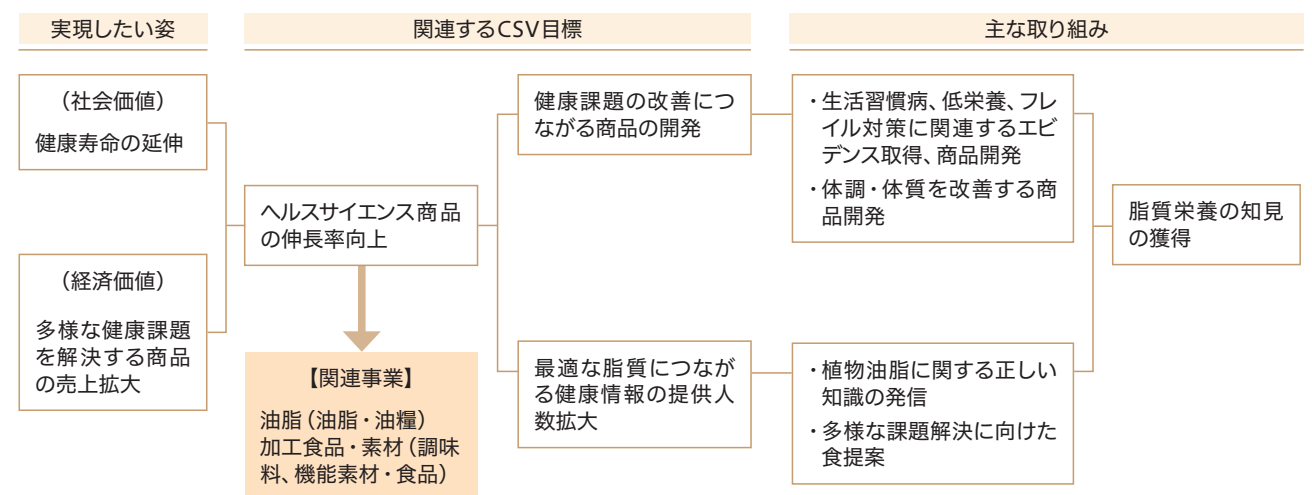 実現したい姿
関連するCSV目標
主な取り組み
（社会価値）
健康寿命の延伸
（経済価値）
多様な健康課題
を解決する商品
の売上拡大
ヘルスサイエンス商品
の伸長率向上
【関連事業】
油脂（油脂・油糧）
加工食品・素材（調味
料、機能素材・食品）
健康課題の改善につ
ながる商品の開発
最適な脂質につなが
る健康情報の提供人
数拡大
・生活習慣病、低栄養、フレ
イル対策に関連するエビ
デンス取得、商品開発
・体調・体質を改善する商
品開発
・植物油脂に関する正しい
知識の発信
・多様な課題解決に向けた
食提案
脂質栄養の知見
の獲得